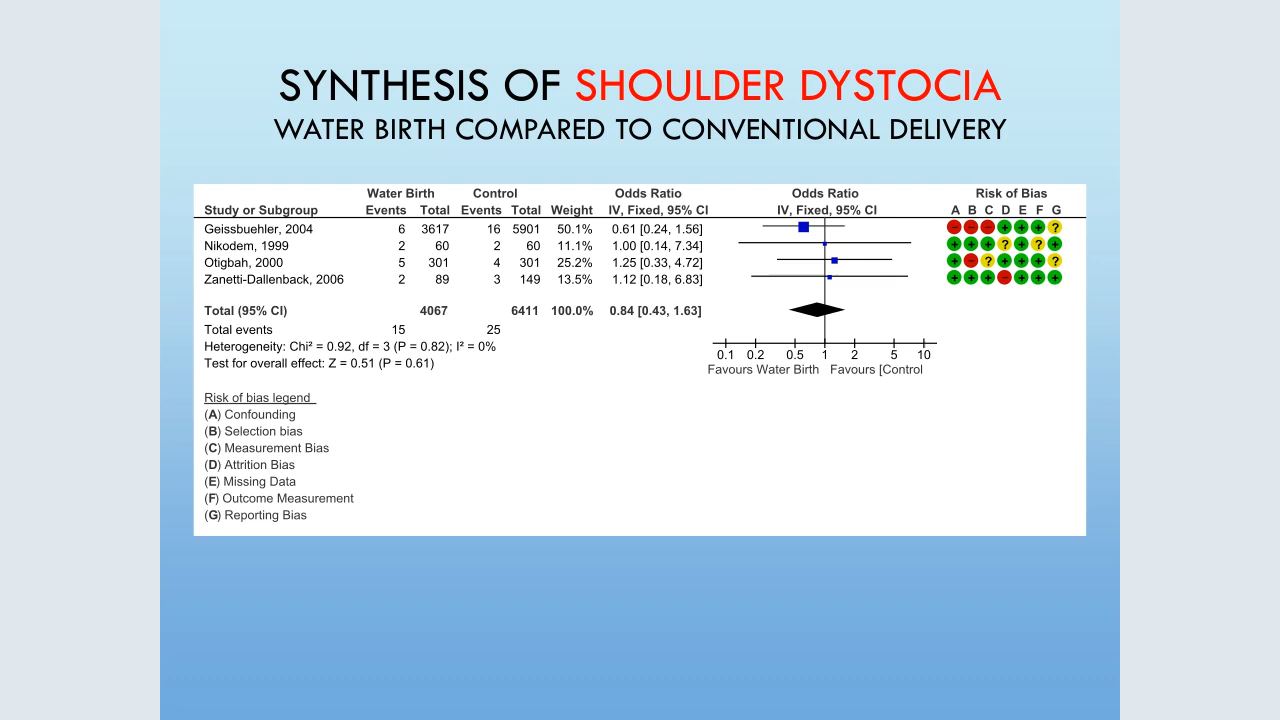 SYNTHESIS OF SHOULDER DYSTOCIA
WATER BIRTH COMPARED TO CONVENTIONAL DELIVERY
Water Birth Control Odds Ratio Odds Ratio Risk of Bias
Study or Subgroup Events Total Events Total Weight IV, Fixed, 95% CI IV, Fixed, 95% CI A B C D E F G
Geissbuehler, 2004 6 3617 16 5901 50.1% 0.61 [0.24, 1.56] - - - + + + ?
Nikodem, 1999 2 60 2 60 11.1% 1.00 [0.14, 7.34] + + + ? + ? +
Otigbah, 2000 5 301 4 301 25.2% 1.25 [0.33, 4.72] + - ? + + + ?
Zanetti-Dallenback, 20 2 89 3 149 13.5% 1.12 [0.18, 6.83] + + + - + + +
Total (95% CI) 4067 6411 100.0% 0.84 [0.43, 1.63]
Total events 15 25
Heterogeneity: Chi² = 0.92, df = 3 (P = 0.82); I² = 0%
Test for overall effect: Z = 0.51 (P = 0.61)
0.1 0.2 0.5 1 2 5 10
Favours Water Birth Favours [Control
Risk of bias legend
(A) Confounding
(B) Selection bias
(C) Measurement Bias
(D) Attrition Bias
(E) Missing Data
(F) Outcome Measurement
(G) Reporting Bias